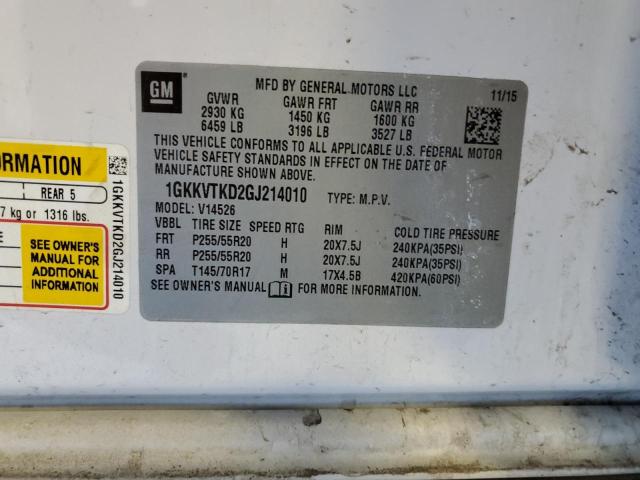 GM
MFD BY GENERAL MOTORS LLC
11/15
GVWR GAWR FRT GAWR RR
2930 KG 1450 KG 1600 KG
6459 LB 3196 LB 3527 LB
THIS VEHICLE CONFORMS TO ALL APPLICABLE U.S. FEDERAL MOTOR
VEHICLE SAFETY STANDARDS IN EFFECT ON THE DATE OF
MANUFACTURE SHOWN ABOVE.
1GKKVTKD2GJ214010 TYPE: M.P.V.
MODEL: V14526
VBBL TIRE SIZE SPEED RTG RIM COLD TIRE PRESSURE
FRT P255/55R20 H 20X7.5J 240KPA(35PSI)
RR P255/55R20 H 20X7.5J 240KPA(35PSI)
SPA T145/70R17 M 17X4.5B 420KPA(60PSI)
SEE OWNER'S MANUAL FOR MORE INFORMATION.
FORMATION
REAR 5
7 kg or 1316 lbs.
SEE OWNER'S
MANUAL FOR
ADDITIONAL
INFORMATION
1GKKVTKD2GJ214010